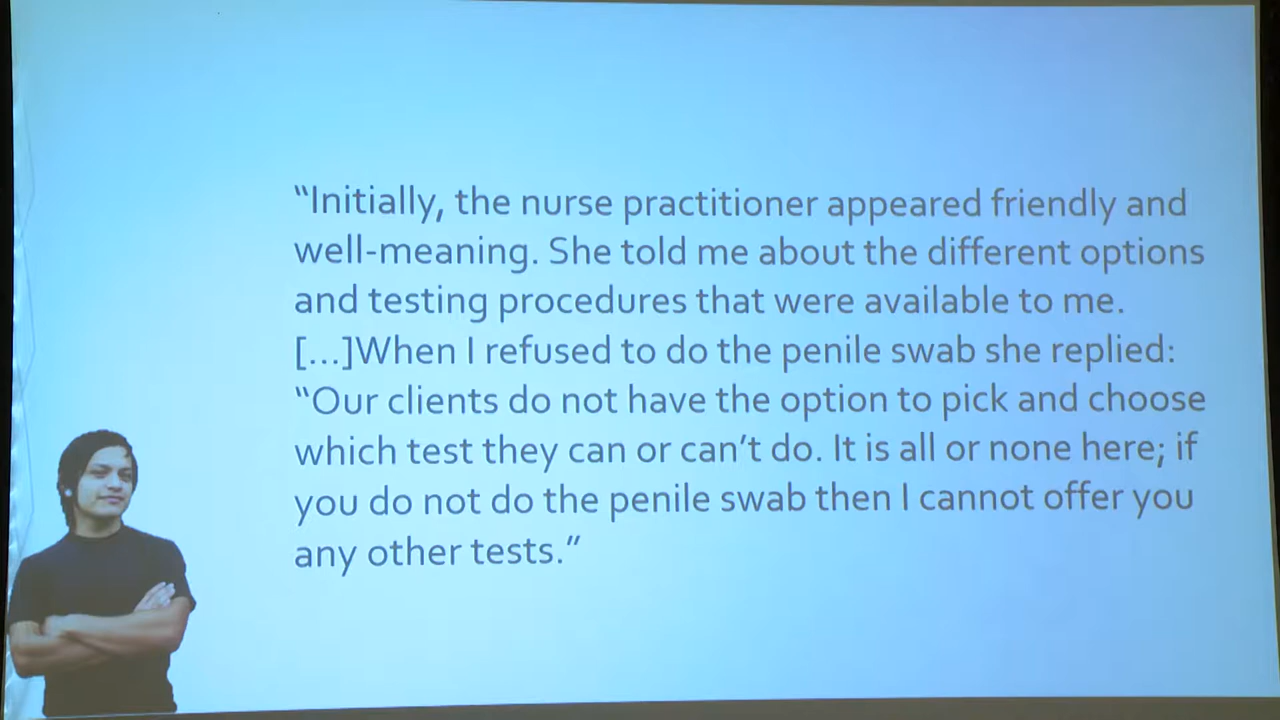 “Initially, the nurse practitioner appeared friendly and
well-meaning. She told me about the different options
and testing procedures that were available to me.
[...]When I refused to do the penile swab she replied:
“Our clients do not have the option to pick and choose
which test they can or can’t do. It is all or none here; if
you do not do the penile swab then I cannot offer you
any other tests.”